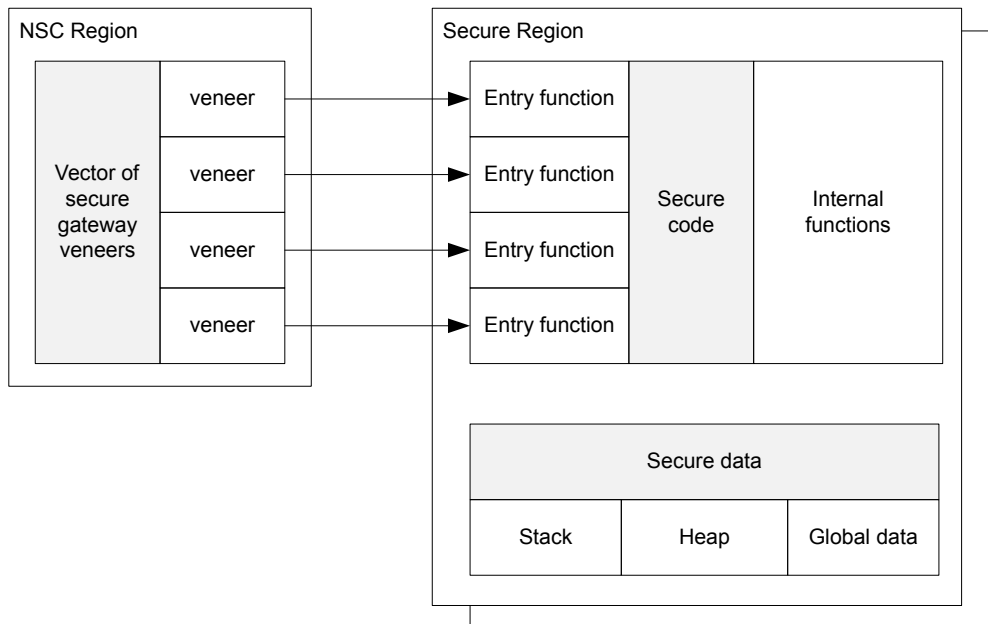 NSC Region
Vector of
secure
gateway
veneers
veneer
veneer
veneer
veneer
Secure Region
Entry function
Entry function
Entry function
Entry function
Secure
code
Internal
functions
Secure data
Stack
Heap
Global data